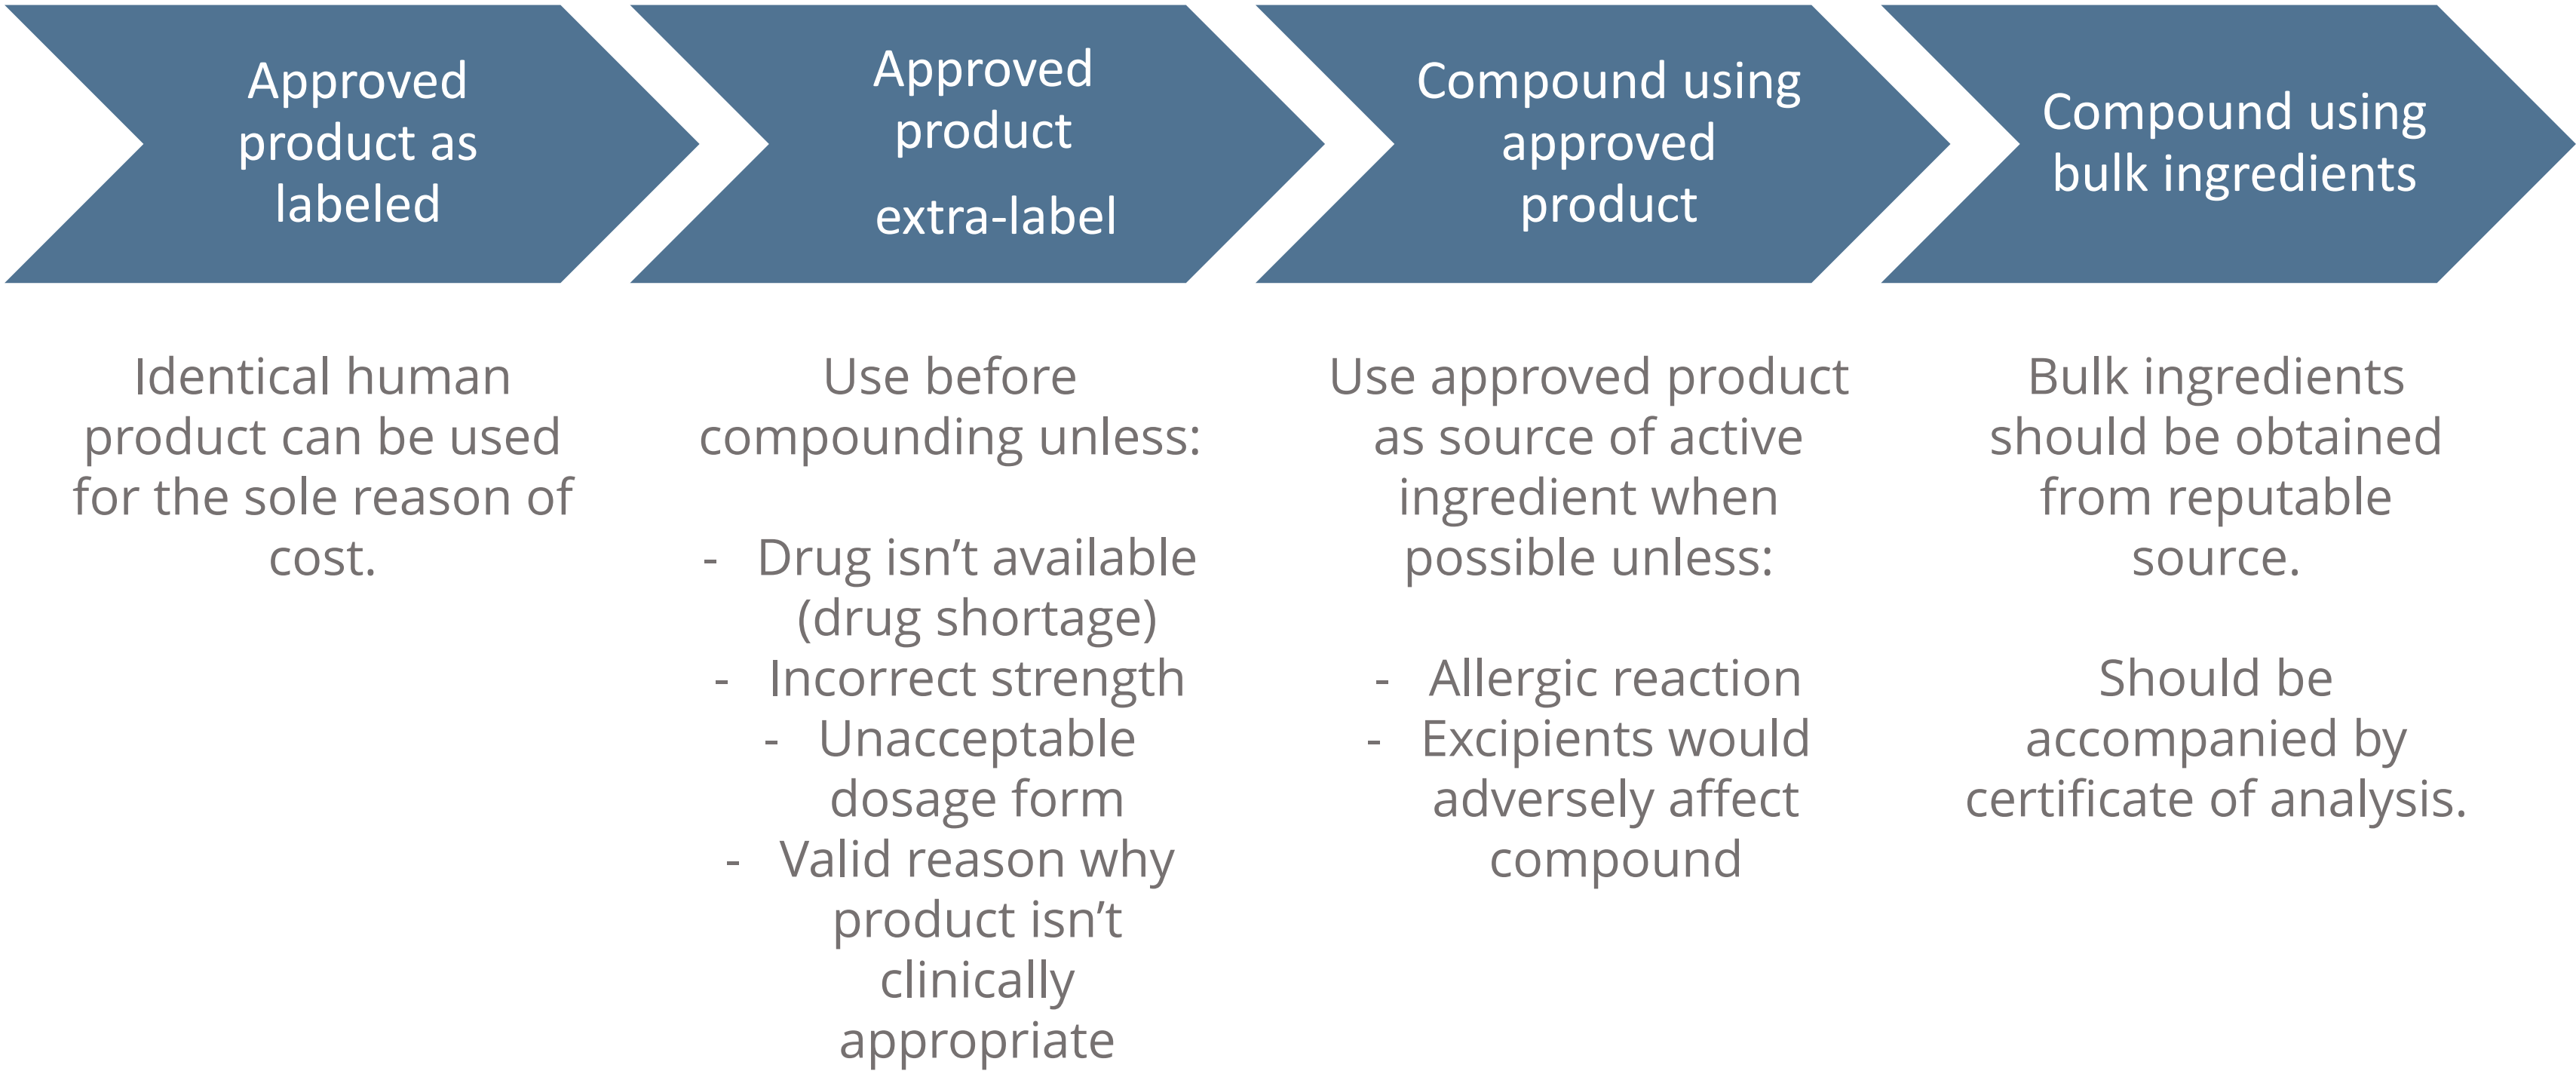 Approved
product as
labeled
Approved
product
extra-label
Compound using
approved
product
Compound using
bulk ingredients
Identical human
product can be used
for the sole reason of
cost.
Use before
compounding unless:
- Drug isn’t available
(drug shortage)
- Incorrect strength
- Unacceptable
dosage form
- Valid reason why
product isn’t
clinically
appropriate
Use approved product
as source of active
ingredient when
possible unless:
- Allergic reaction
- Excipients would
adversely affect
compound
Bulk ingredients
should be obtained
from reputable
source.
Should be
accompanied by
certificate of analysis.